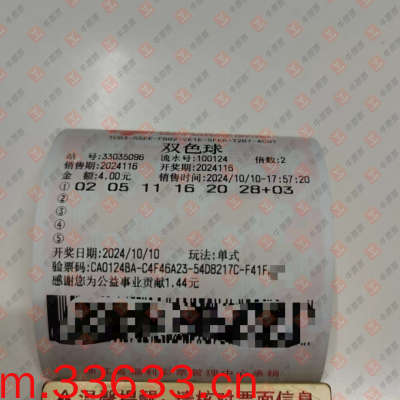 双色球
站 号:33035096 流水号:100124 倍数:2
销售期:2024116 开奖期:2024116
金 额:4.00元 销售时间:2024/10/10-17:57:20
① 02 05 11 16 20 28+03
②
③
④
⑤
开奖日期:2024/10/10 玩法:单式
验票码:CA01248A-C4F46A23-54D8217C-F41F
感谢您为公益事业贡献1.44元
m.33633.cn